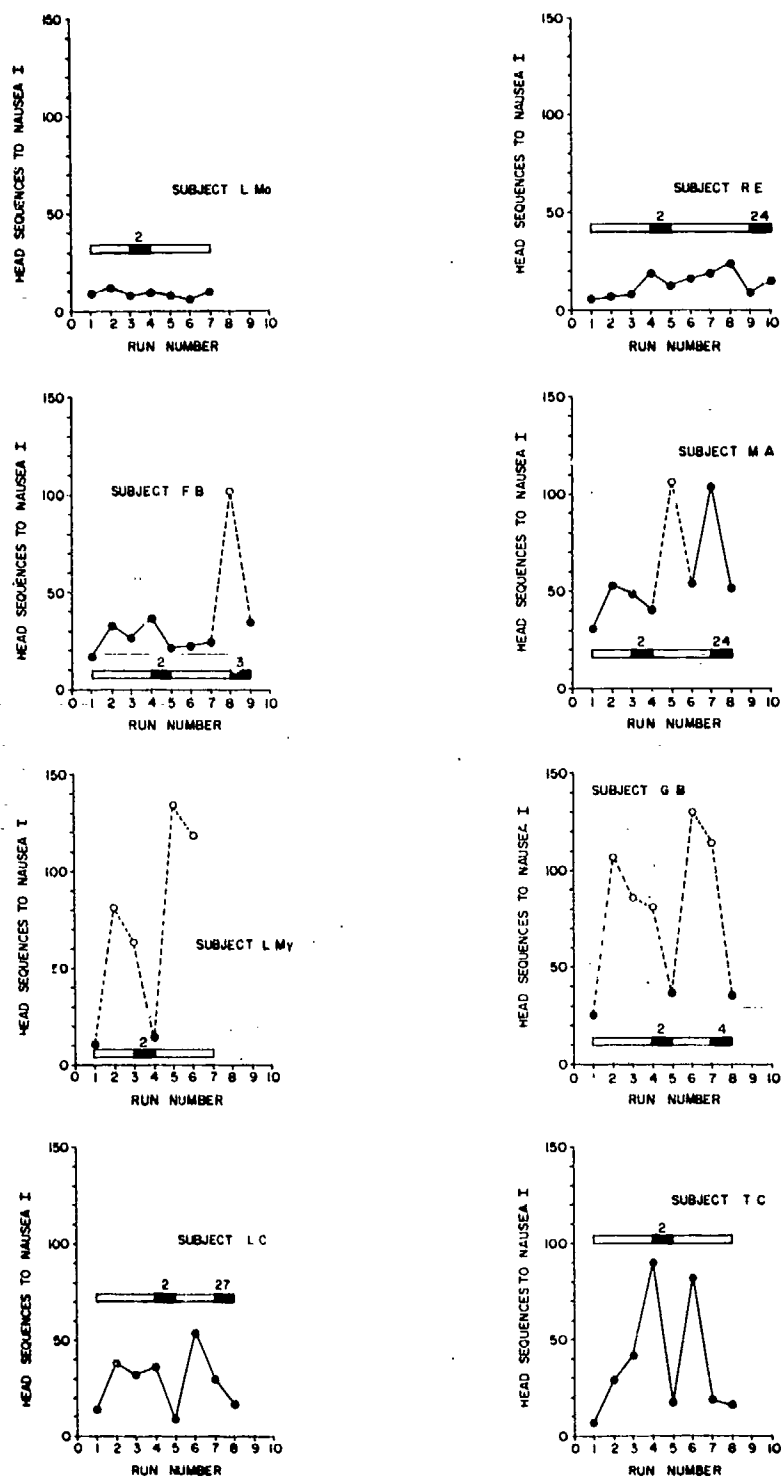 HEAD SEQUENCES TO NAUSEA I
150
100
50
0
SUBJECT L Mo
2
1 2 3 4 5 6 7 8 9 10
RUN NUMBER
HEAD SEQUENCES TO NAUSEA I
150
100
50
0
SUBJECT R E
2 24
0 1 2 3 4 5 6 7 8 9 10
RUN NUMBER
HEAD SEQUENCES TO NAUSEA I
150
100
50
0
SUBJECT F B
2 3
0 1 2 3 4 5 6 7 8 9 10
RUN NUMBER
HEAD SEQUENCES TO NAUSEA I
150
100
50
0
SUBJECT M A
2 24
0 1 2 3 4 5 6 7 8 9 10
RUN NUMBER
HEAD SEQUENCES TO NAUSEA I
150
100
50
0
SUBJECT L My
2
0 1 2 3 4 5 6 7 8 9 10
RUN NUMBER
HEAD SEQUENCES TO NAUSEA I
150
100
50
0
SUBJECT G B
2 4
0 1 2 3 4 5 6 7 8 9 10
RUN NUMBER
HEAD SEQUENCES TO NAUSEA I
150
100
50
0
SUBJECT L C
2 27
0 1 2 3 4 5 6 7 8 9 10
RUN NUMBER
HEAD SEQUENCES TO NAUSEA I
150
100
50
0
SUBJECT T C
2
0 1 2 3 4 5 6 7 8 9 10
RUN NUMBER